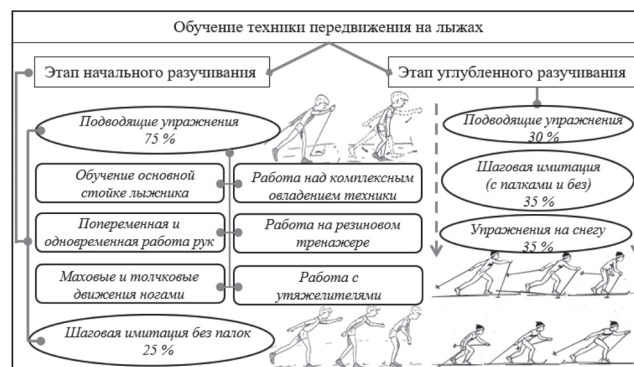 Обучение техники передвижения на лыжах
Этап начального разучивания
Этап углубленного разучивания
Подводящие упражнения
75 %
Обучение основной
стойке лыжника
Работа над комплексным
овладением техники
Попеременная и
одновременная работа рук
Работа на резиновом
тренажере
Маховые и толчковые
движения ногами
Работа с
утяжелителями
Шаговая имитация без палок
25 %
Подводящие упражнения
30 %
Шаговая имитация
(с палками и без)
35 %
Упражнения на снегу
35 %